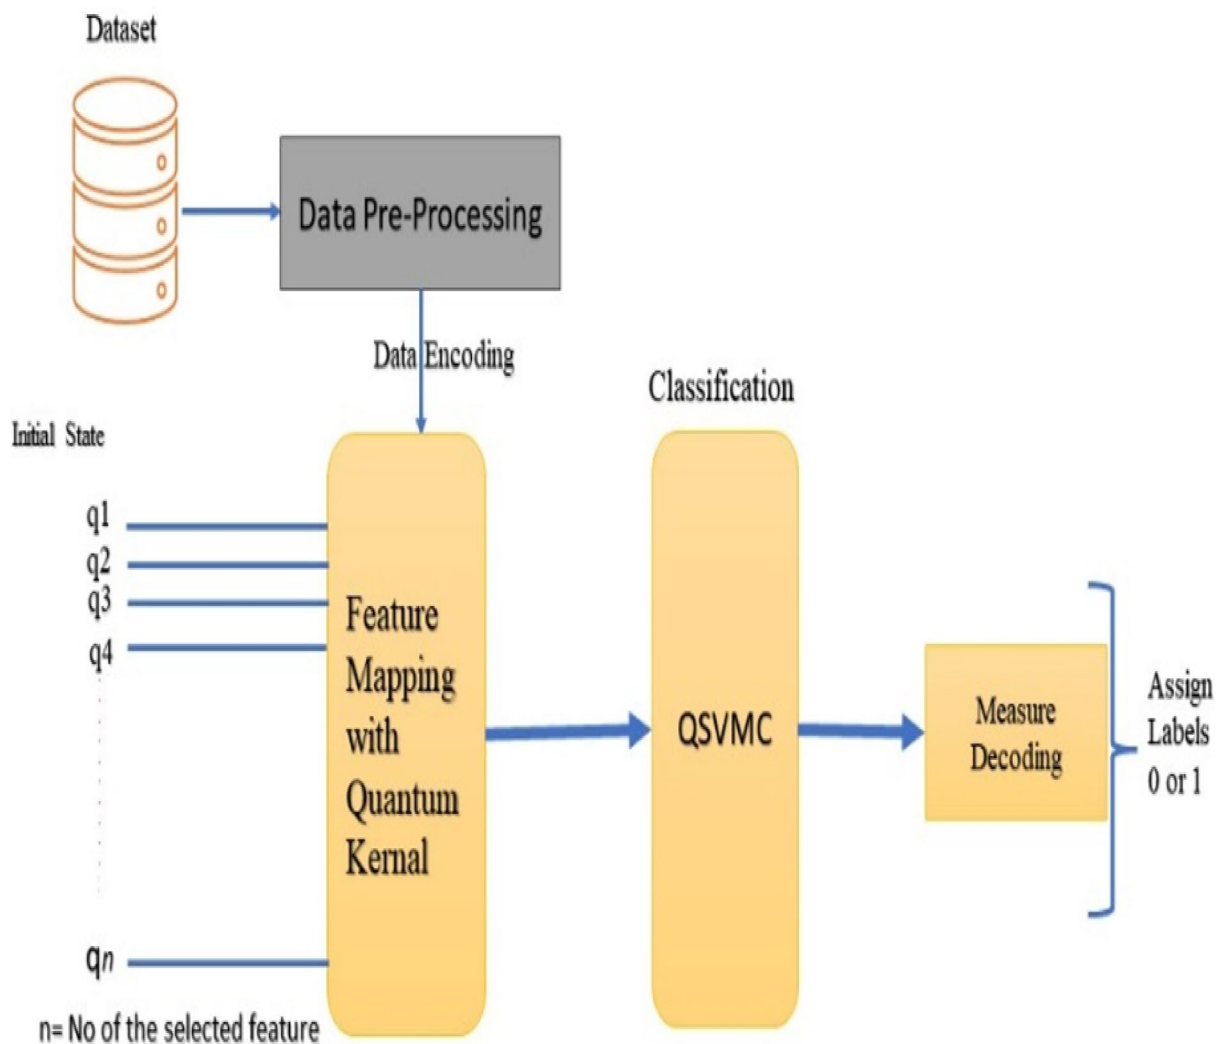 Dataset
Data Pre-Processing
Data Encoding
Classification
Initial State
q1
q2
q3
q4
qn
n= No of the selected feature
Feature
Mapping
with
Quantum
Kernal
QSVMC
Measure
Decoding
Assign
Labels
0 or 1